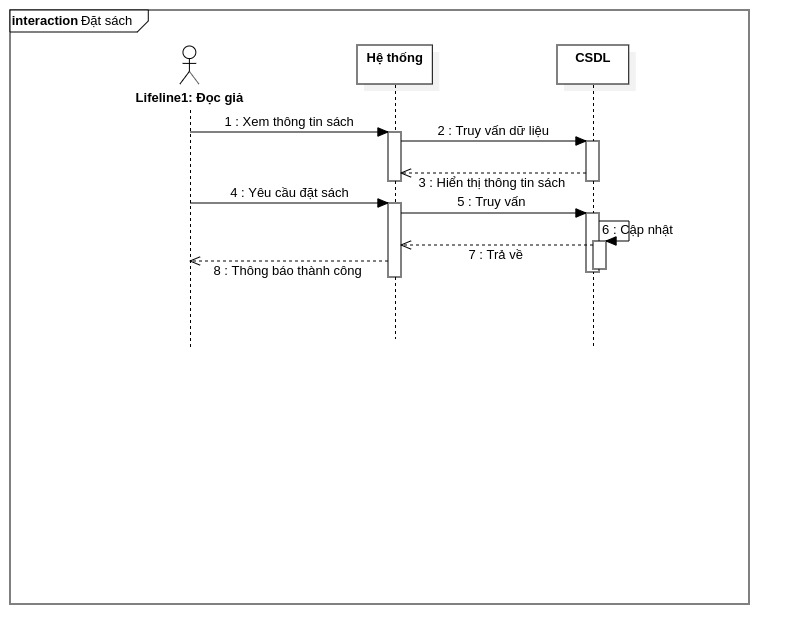 interaction Đặt sách
Hệ thống
CSDL
Lifeline1: Đọc giả
1 : Xem thông tin sách
2 : Truy vấn dữ liệu
3 : Hiển thị thông tin sách
4 : Yêu cầu đặt sách
5 : Truy vấn
6 : Cập nhật
7 : Trả về
8 : Thông báo thành công